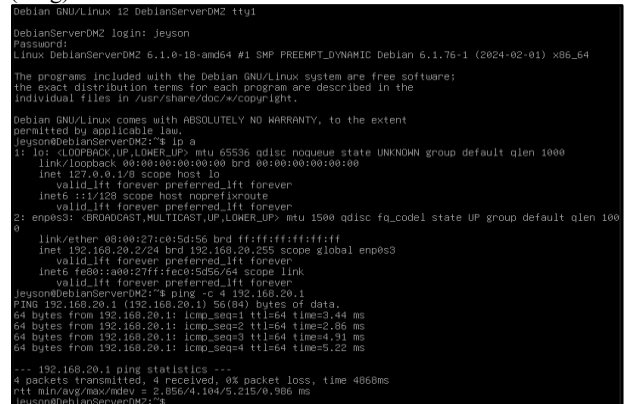 Debian GNU/Linux 12 DebianServerDMZ tty1
DebianServerDMZ login: jeyson
Password:
Linux DebianServerDMZ 6.1.0-18-amd64 #1 SMP PREEMPT_DYNAMIC Debian 6.1.76-1 (2024-02-01) x86_64
The programs included with the Debian GNU/Linux system are free software;
the exact distribution terms for each program are described in the
individual files in /usr/share/doc/*/copyright.
Debian GNU/Linux comes with ABSOLUTELY NO WARRANTY, to the extent
permitted by applicable law.
jeyson@DebianServerDMZ:~$ ip a
1: lo: <LOOPBACK,UP,LOWER_UP> mtu 65536 qdisc noqueue state UNKNOWN group default qlen 1000
link/loopback 00:00:00:00:00:00 brd 00:00:00:00:00:00
inet 127.0.0.1/8 scope host lo
valid_lft forever preferred_lft forever
inet6 ::1/128 scope host noprefixroute
valid_lft forever preferred_lft forever
2: enp0s3: <BROADCAST,MULTICAST,UP,LOWER_UP> mtu 1500 qdisc fq_codel state UP group default qlen 100
0
link/ether 08:00:27:c0:5d:56 brd ff:ff:ff:ff:ff:ff
inet 192.168.20.2/24 brd 192.168.20.255 scope global enp0s3
valid_lft forever preferred_lft forever
inet6 fe80::a00:27ff:fec0:5d56/64 scope link
valid_lft forever preferred_lft forever
jeyson@DebianServerDMZ:~$ ping -c 4 192.168.20.1
PING 192.168.20.1 (192.168.20.1) 56(84) bytes of data.
64 bytes from 192.168.20.1: icmp_seq=1 ttl=64 time=3.44 ms
64 bytes from 192.168.20.1: icmp_seq=2 ttl=64 time=2.86 ms
64 bytes from 192.168.20.1: icmp_seq=3 ttl=64 time=4.91 ms
64 bytes from 192.168.20.1: icmp_seq=4 ttl=64 time=5.22 ms
--- 192.168.20.1 ping statistics ---
4 packets transmitted, 4 received, 0% packet loss, time 4868ms
rtt min/avg/max/mdev = 2.856/4.104/5.215/0.986 ms
jeyson@DebianServerDMZ:~$